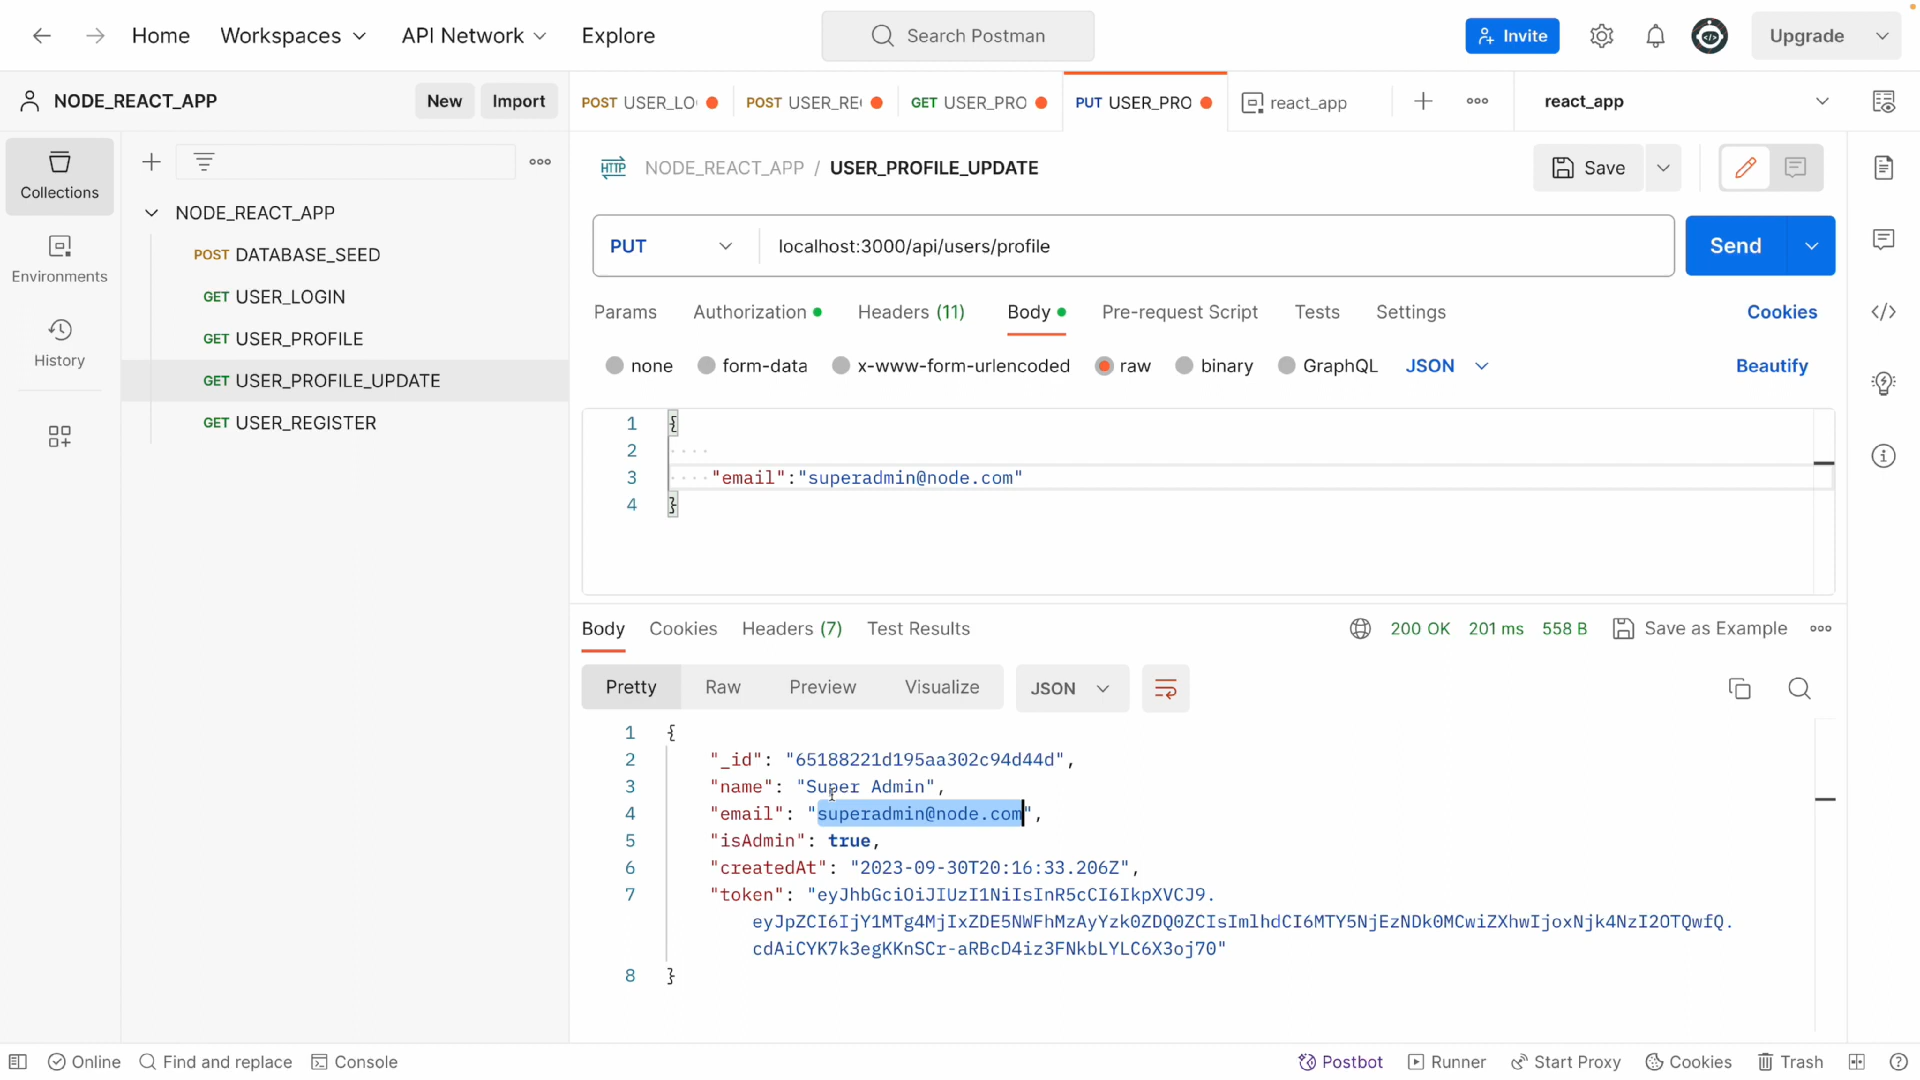 Home Workspaces API Network Explore Search Postman Invite Upgrade
NODE_REACT_APP New Import POST USER_LO POST USER_RE GET USER_PRO PUT USER_PRO react_app react_app
Collections
Environments
History
NODE_REACT_APP
POST DATABASE_SEED
GET USER_LOGIN
GET USER_PROFILE
GET USER_PROFILE_UPDATE
GET USER_REGISTER
HTTP NODE_REACT_APP / USER_PROFILE_UPDATE Save
PUT localhost:3000/api/users/profile Send
Params Authorization Headers (11) Body Pre-request Script Tests Settings Cookies
none form-data x-www-form-urlencoded raw binary GraphQL JSON Beautify
1 {
2
3 "email":"superadmin@node.com"
4 }
Body Cookies Headers (7) Test Results 200 OK 201 ms 558 B Save as Example
Pretty Raw Preview Visualize JSON
1 {
2 "_id": "65188221d195aa302c94d44d",
3 "name": "Super Admin",
4 "email": "superadmin@node.com",
5 "isAdmin": true,
6 "createdAt": "2023-09-30T20:16:33.206Z",
7 "token": "eyJhbGciOiJIUzI1NiIsInR5cCI6IkpXVCJ9.
eyJpZCI6IjY1MTg4MjIxZDE5NWFhMzAyYzk0ZDQ0ZCIsImlhdCI6MTY5NjEzNDk0MCwiZXhwIjoxNjk4NzI2OTQwfQ.
cdAiCYK7k3egKKnSCr-aRBcD4iz3FNkbLYLC6X3oj70"
8 }
Online Find and replace Console Postbot Runner Start Proxy Cookies Trash